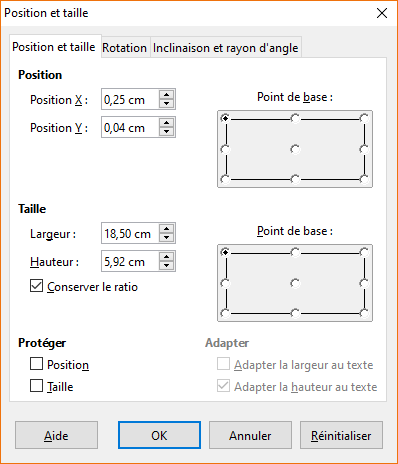 Position et taille
Position et taille Rotation Inclinaison et rayon d'angle
Position
Position X : 0,25 cm
Point de base :
Position Y : 0,04 cm
Taille
Largeur : 18,50 cm
Point de base :
Hauteur : 5,92 cm
Conserver le ratio
Protéger Adapter
Position Adapter la largeur au texte
Taille Adapter la hauteur au texte
Aide OK Annuler Réinitialiser